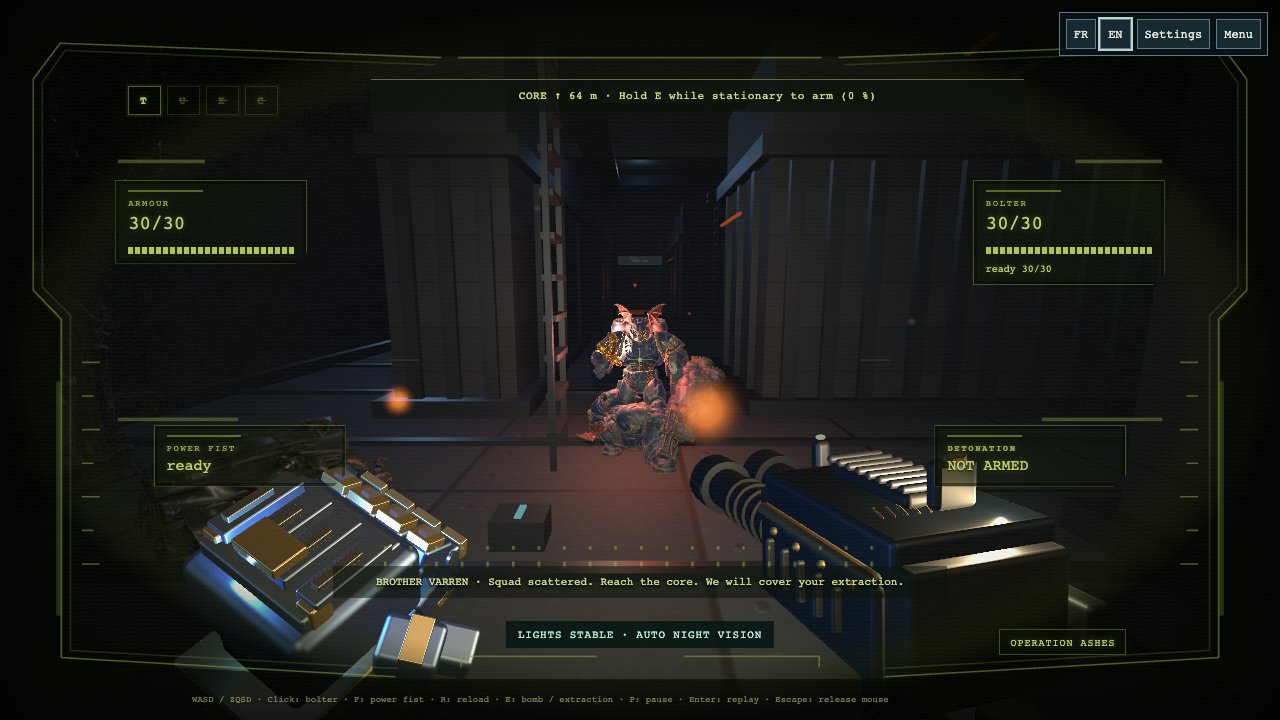 FR EN Settings Menu
T U X C
CORE ↑ 64 m · Hold E while stationary to arm (0 %)
ARMOUR
30/30
BOLTER
30/30
ready 30/30
POWER FIST
ready
DETONATION
NOT ARMED
BROTHER VARREN · Squad scattered. Reach the core. We will cover your extraction.
LIGHTS STABLE · AUTO NIGHT VISION
OPERATION ASHES
WASD / ZQSD · Click: bolter · F: power fist · R: reload · E: bomb / extraction · P: pause · Enter: replay · Escape: release mouse